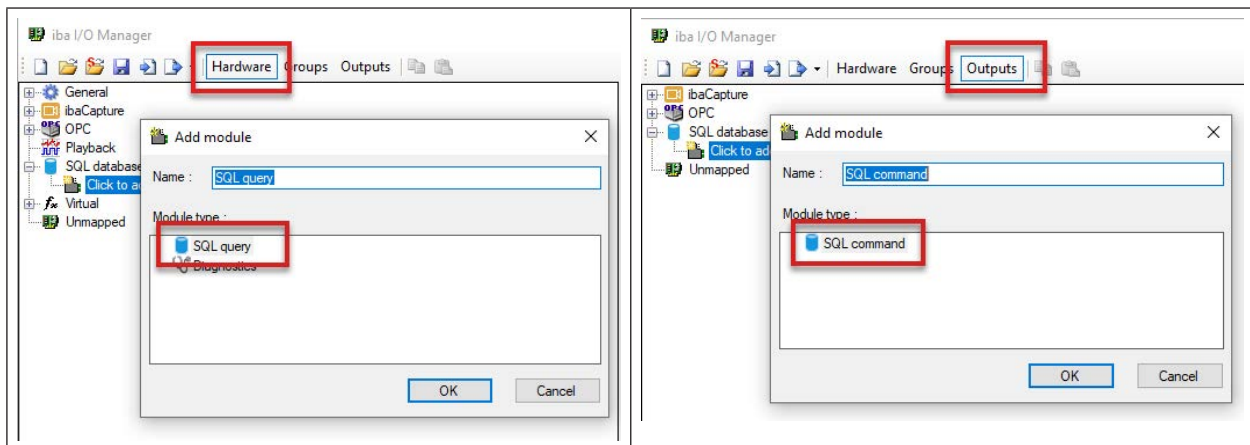 iba I/O Manager
Hardware Groups Outputs
General
ibaCapture
OPC
Playback
SQL database
Click to a
Virtual
Unmapped
Add module
Name : SQL query
Module type :
SQL query
Diagnostics
OK Cancel
iba I/O Manager
Hardware Groups Outputs
ibaCapture
OPC
SQL database
Click to ad
Unmapped
Add module
Name : SQL command
Module type :
SQL command
OK Cancel